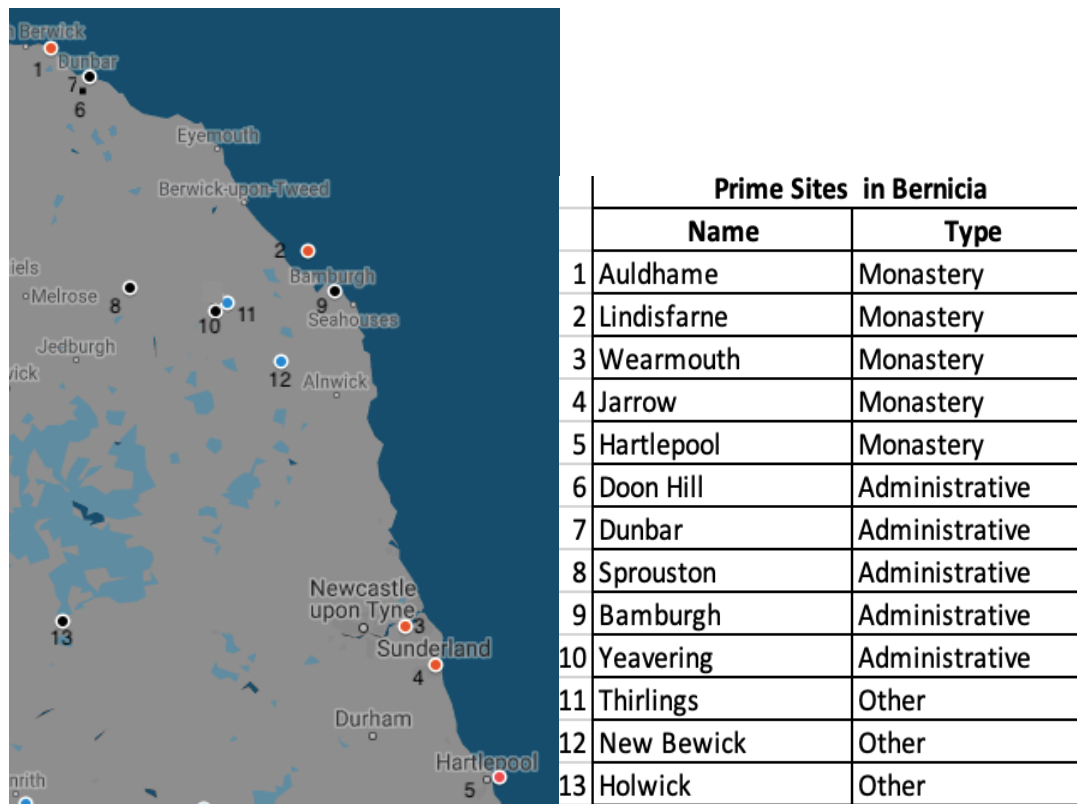 n Berwick
1
Dunbar
7
6
Eyemouth
Berwick-upon-Tweed
2
Bamburgh
9
Seahouses
iels
Melrose
8
10
11
Jedburgh
vick
12
Alnwick
Newcastle
upon Tyne
3
Sunderland
4
13
Durham
Hartlepool
5
nrith
Prime Sites in Bernicia
Name Type
1 Auldhame Monastery
2 Lindisfarne Monastery
3 Wearmouth Monastery
4 Jarrow Monastery
5 Hartlepool Monastery
6 Doon Hill Administrative
7 Dunbar Administrative
8 Sprouston Administrative
9 Bamburgh Administrative
10 Yeavering Administrative
11 Thirlings Other
12 New Bewick Other
13 Holwick Other